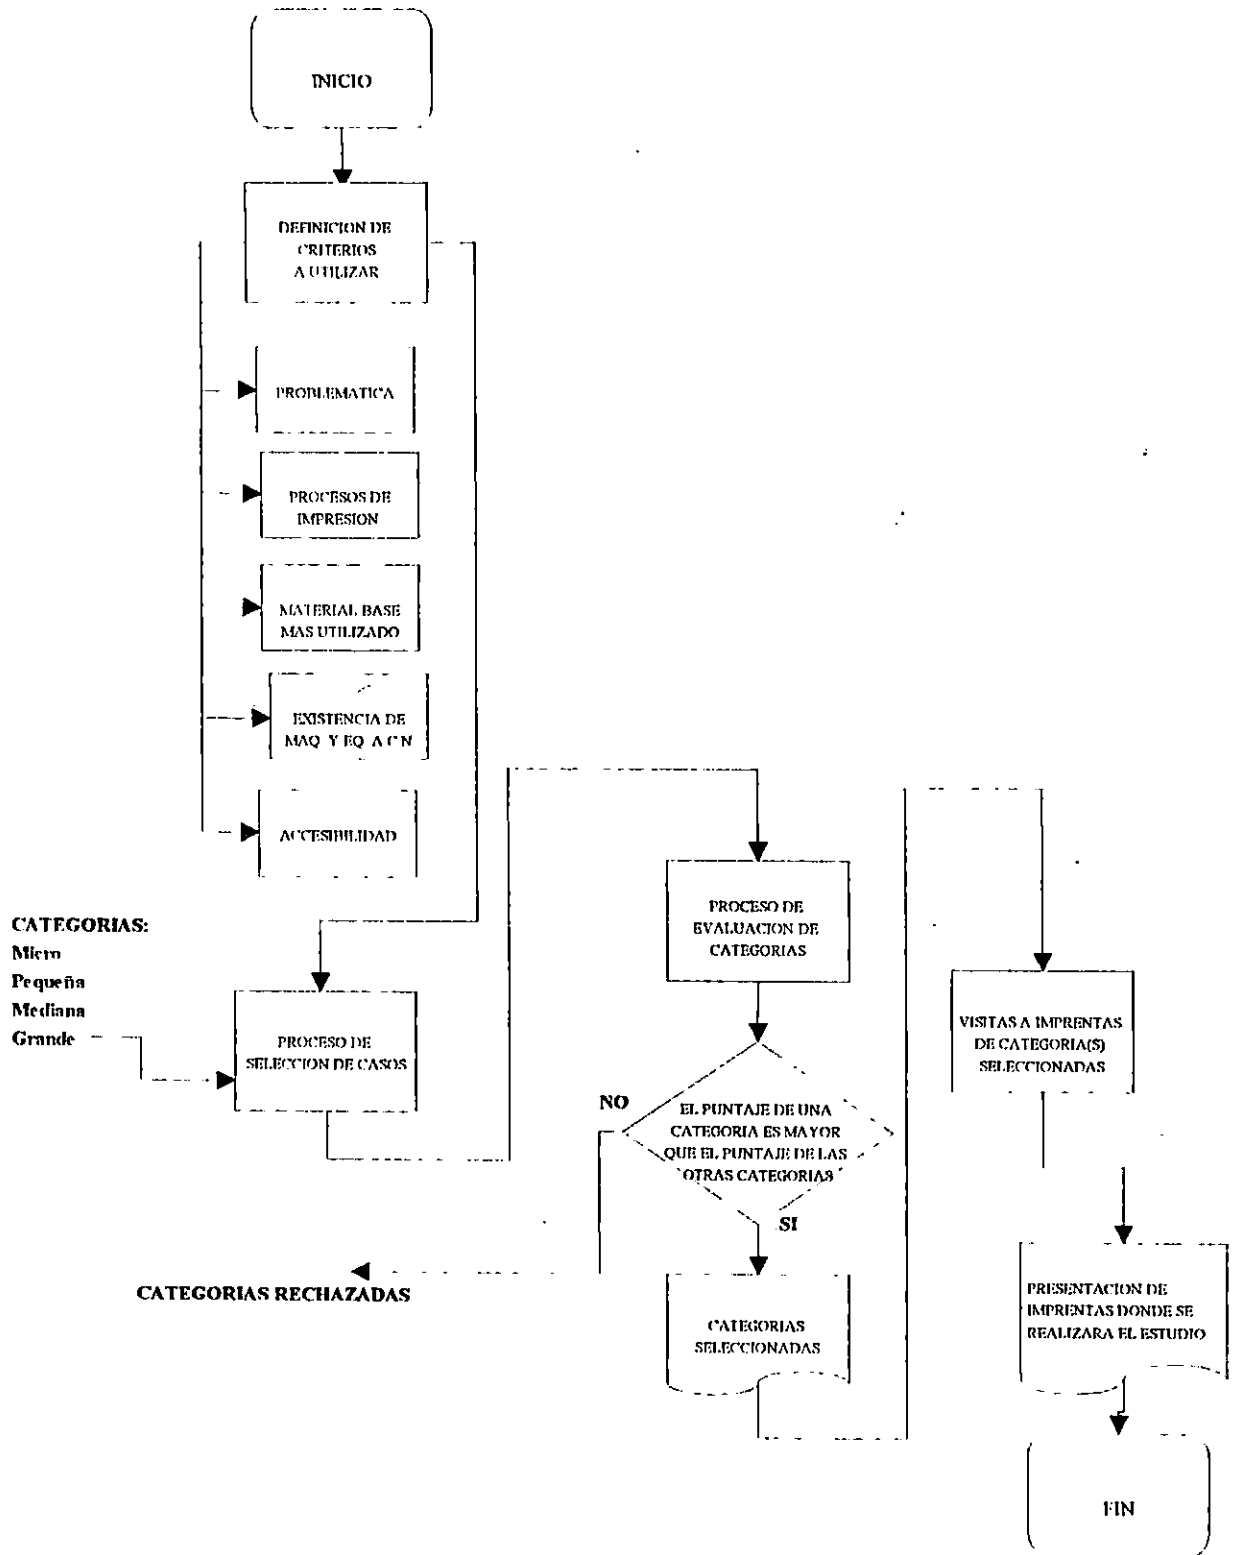 INICIO
DEFINICION DE
CRITERIOS
A UTILIZAR
PROBLEMATICA
PROCESOS DE
IMPRESION
MATERIAL BASE
MAS UTILIZADO
EXISTENCIA DE
MAQ Y EQ A C N
ACCESIBILIDAD
CATEGORIAS:
Micro
Pequeña
Mediana
Grande
PROCESO DE
SELECCION DE CASOS
PROCESO DE
EVALUACION DE
CATEGORIAS
NO
EL PUNTAJE DE UNA
CATEGORIA ES MAYOR
QUE EL PUNTAJE DE LAS
OTRAS CATEGORIAS
SI
CATEGORIAS RECHAZADAS
CATEGORIAS
SELECCIONADAS
VISITAS A IMPRENTAS
DE CATEGORIA(S)
SELECCIONADAS
PRESENTACION DE
IMPRENTAS DONDE SE
REALIZARA EL ESTUDIO
FIN